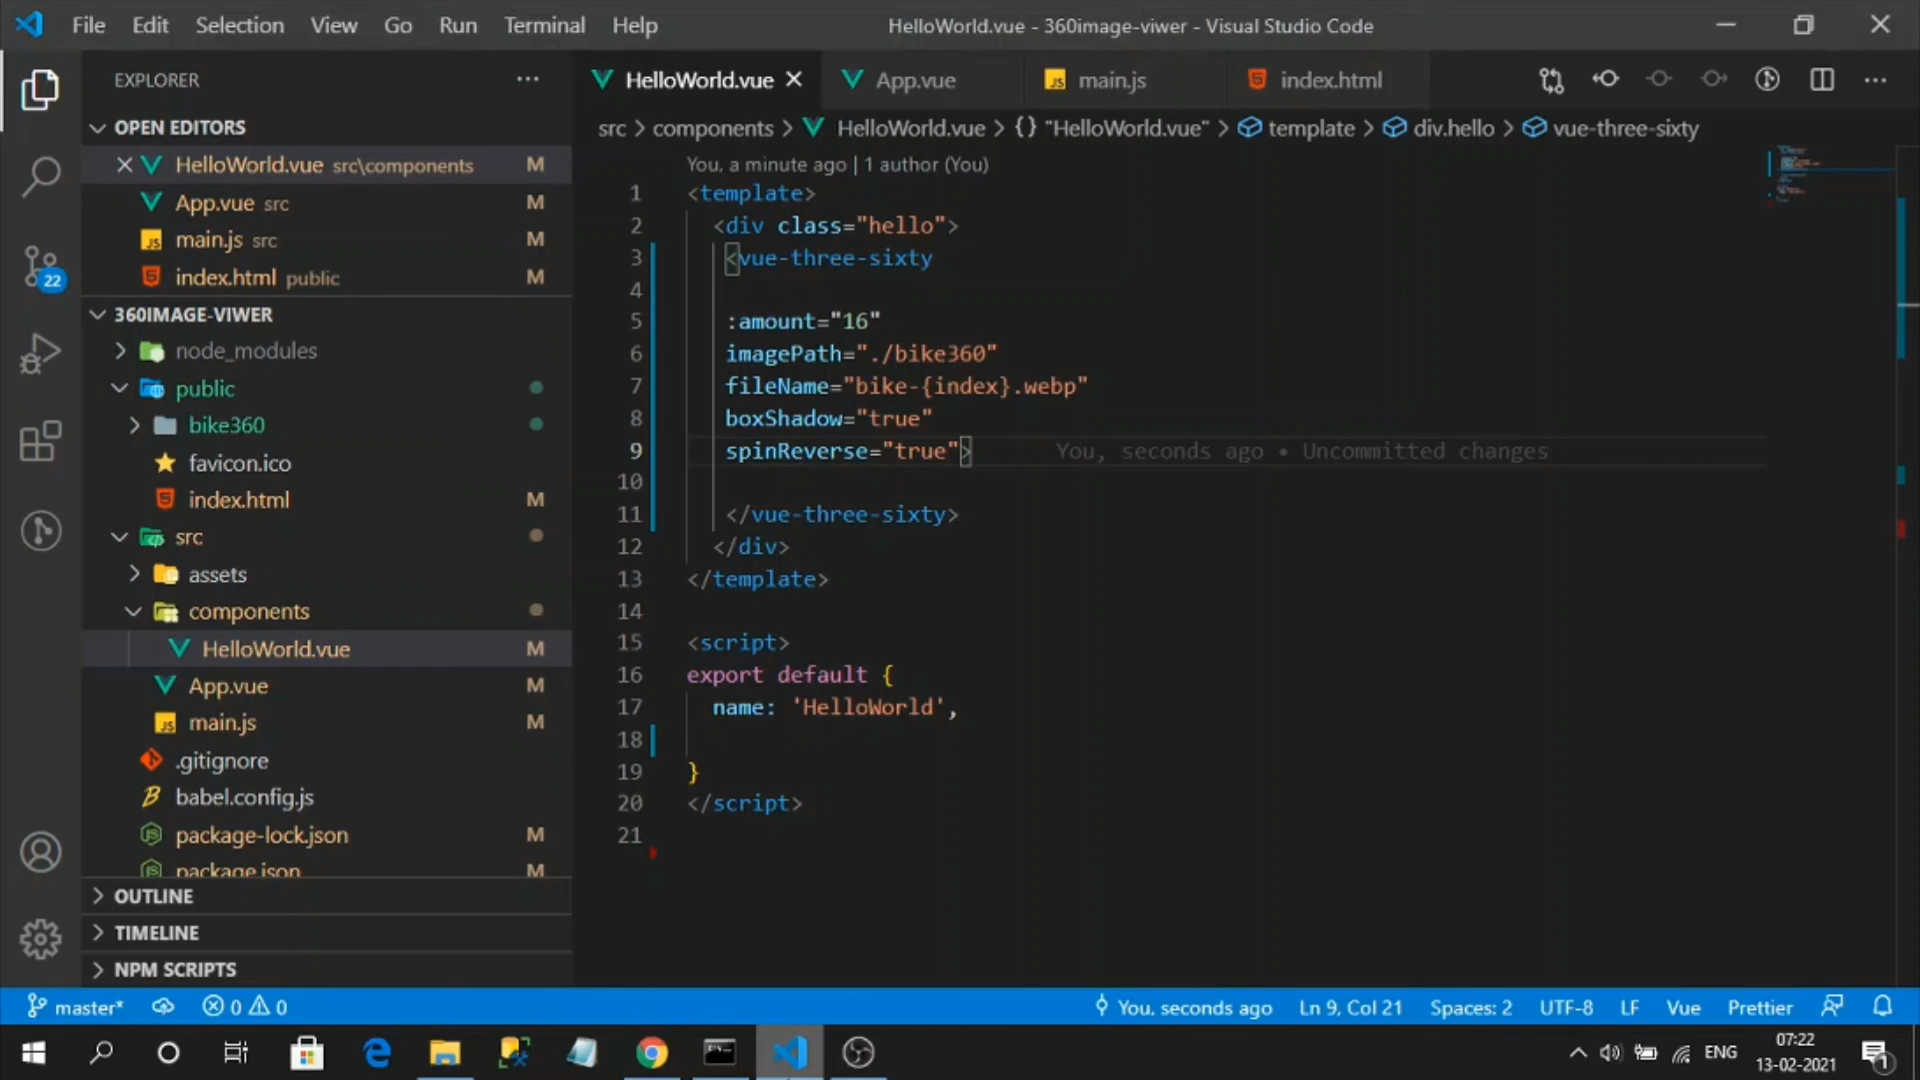 File Edit Selection View Go Run Terminal Help
HelloWorld.vue - 360image-viwer - Visual Studio Code
EXPLORER
OPEN EDITORS
HelloWorld.vue src\components M
App.vue src M
main.js src M
index.html public M
360IMAGE-VIWER
node_modules
public
bike360
favicon.ico
index.html M
src
assets
components
HelloWorld.vue M
App.vue M
main.js M
.gitignore
babel.config.js
package-lock.json M
package.json M
OUTLINE
TIMELINE
NPM SCRIPTS
22
HelloWorld.vue App.vue main.js index.html
src > components > HelloWorld.vue > {} "HelloWorld.vue" > template > div.hello > vue-three-sixty
You, a minute ago | 1 author (You)
1 <template>
2 <div class="hello">
3 <vue-three-sixty
4
5 :amount="16"
6 imagePath="./bike360"
7 fileName="bike-{index}.webp"
8 boxShadow="true"
9 spinReverse="true"> You, seconds ago • Uncommitted changes
10
11 </vue-three-sixty>
12 </div>
13 </template>
14
15 <script>
16 export default {
17 name: 'HelloWorld',
18
19 }
20 </script>
21
master* 0 0 You, seconds ago Ln 9, Col 21 Spaces: 2 UTF-8 LF Vue Prettier
ENG 07:22
13-02-2021 1